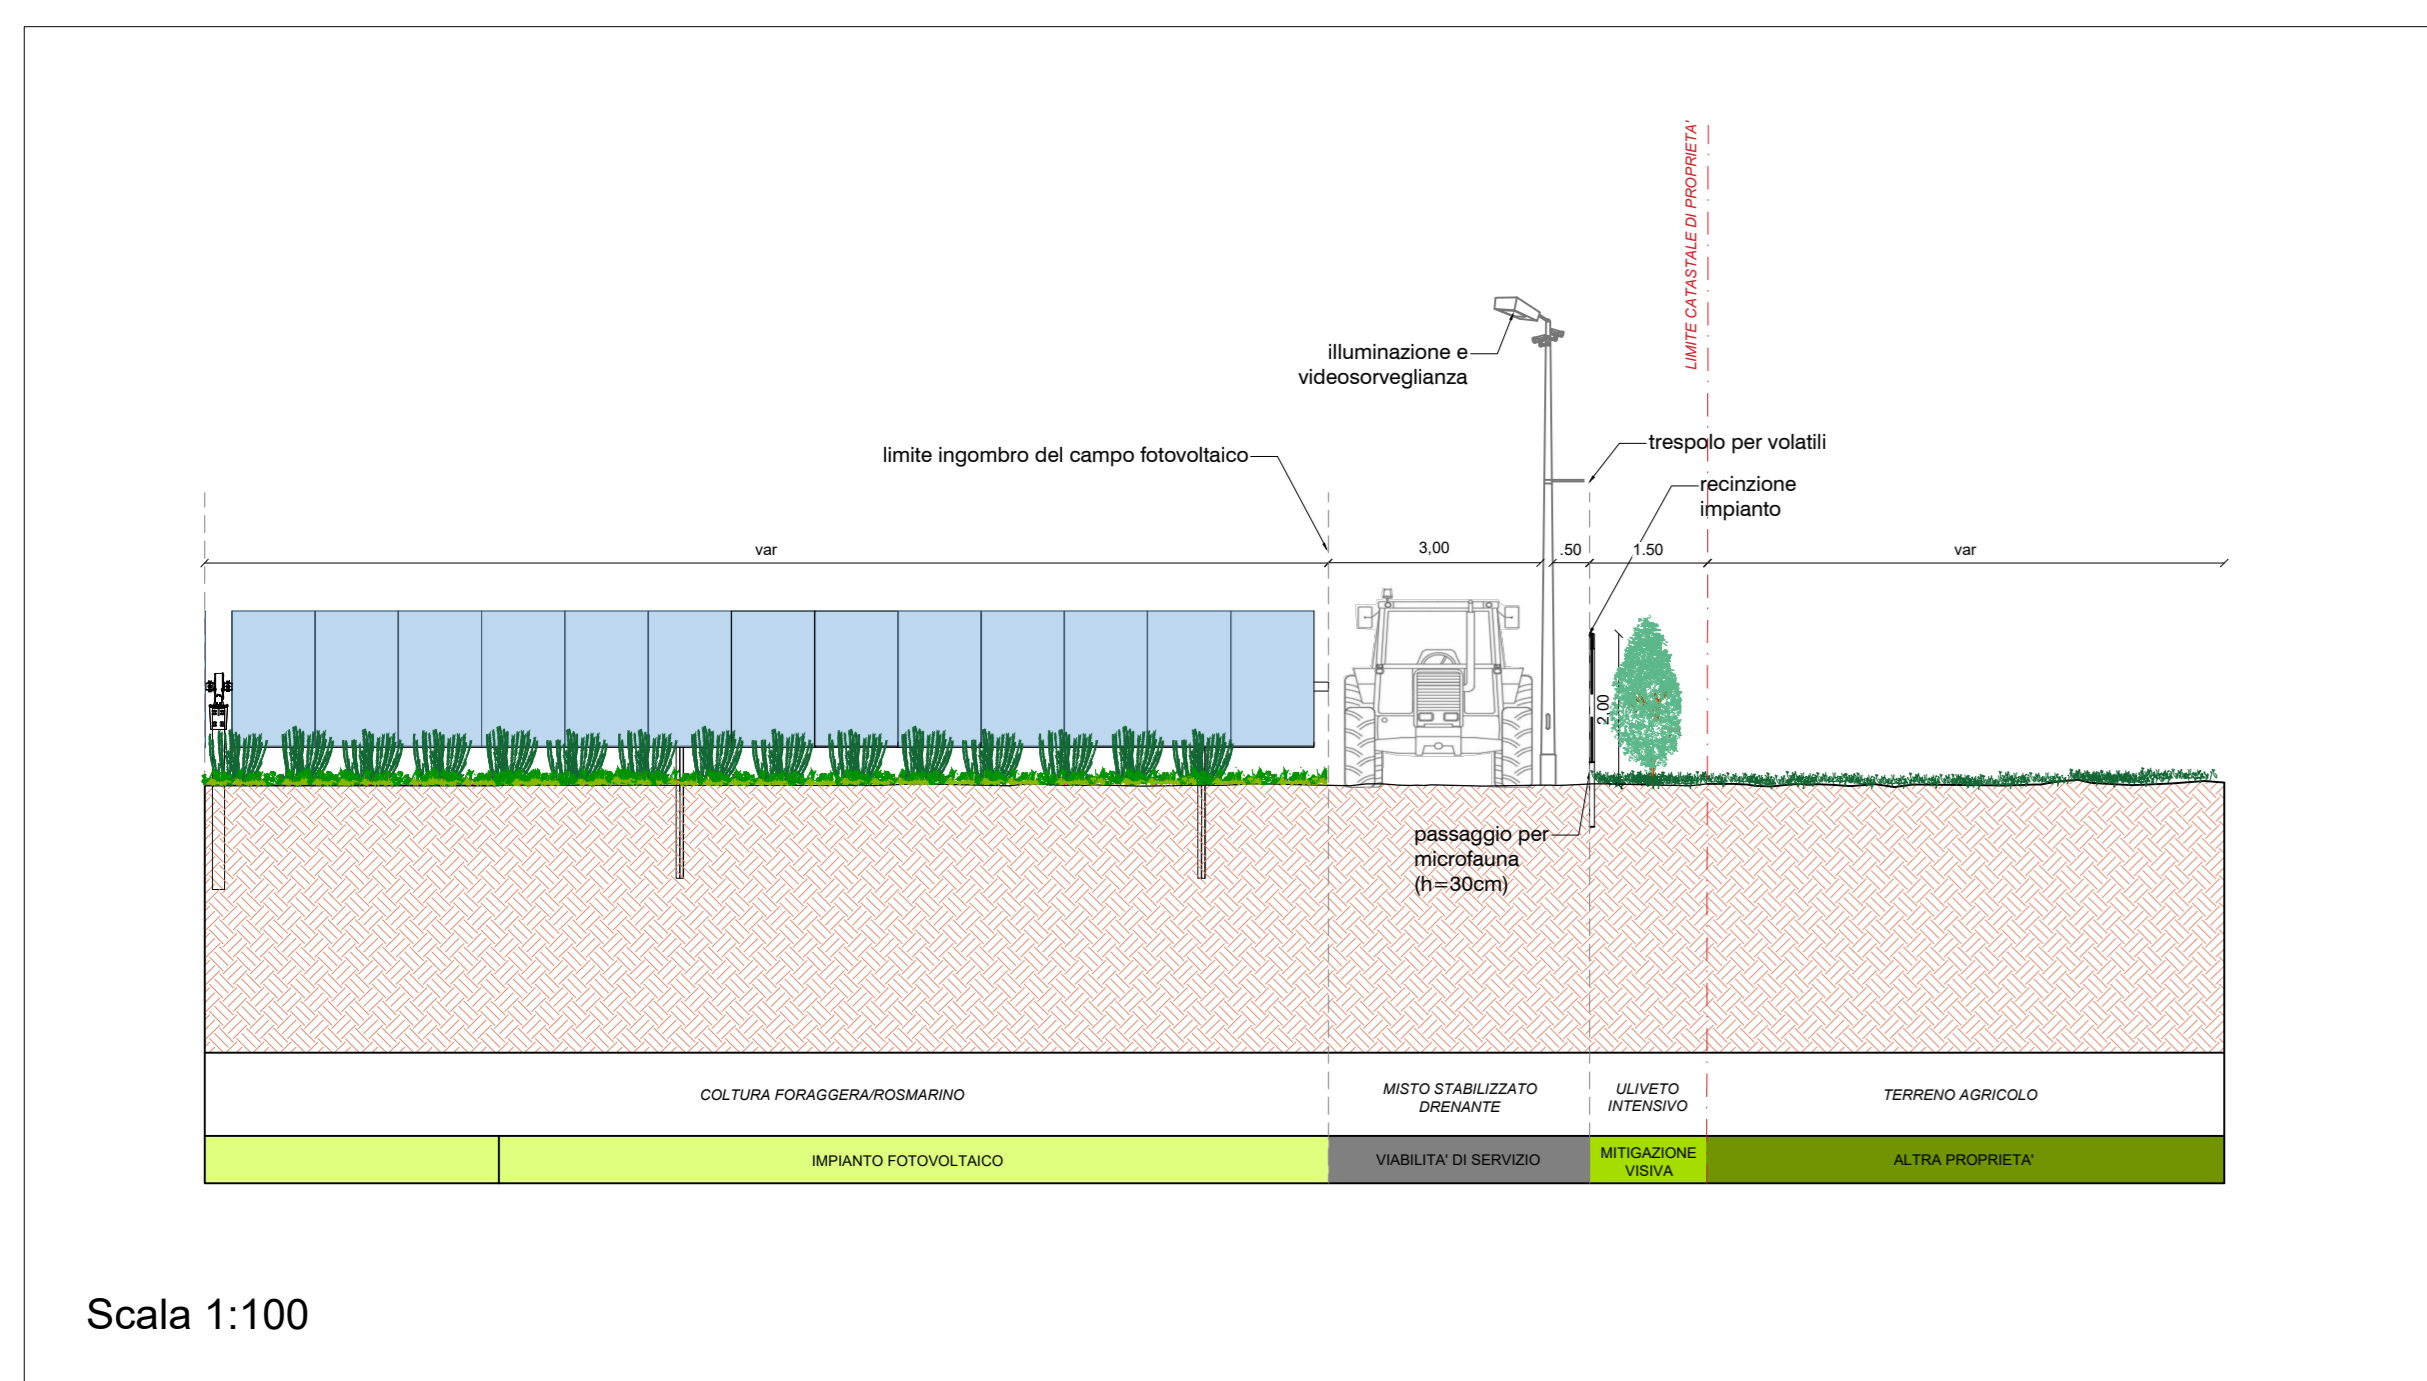 LIMITE CATASTALE DI PROPRIETA'
illuminazione e
videosorveglianza
limite ingombro del campo fotovoltaico
trespolo per volatili
recinzione
impianto
var
3,00
.50
1.50
var
2,00
passaggio per
microfauna
(h=30cm)
COLTURA FORAGGERA/ROSMARINO
MISTO STABILIZZATO
DRENANTE
ULIVETO
INTENSIVO
TERRENO AGRICOLO
IMPIANTO FOTOVOLTAICO
VIABILITA' DI SERVIZIO
MITIGAZIONE
VISIVA
ALTRA PROPRIETA'
Scala 1:100